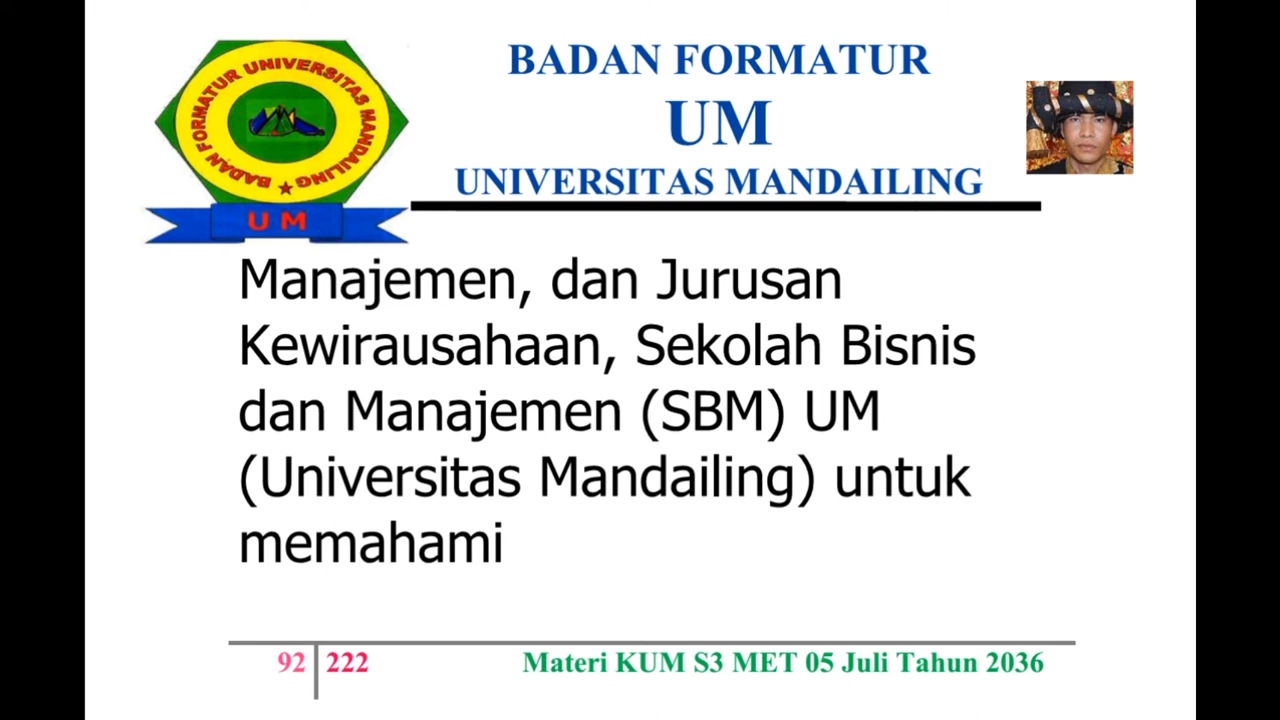 BADAN FORMATUR UNIVERSITAS MANDAILING
UM
BADAN FORMATUR
UM
UNIVERSITAS MANDAILING
Manajemen, dan Jurusan
Kewirausahaan, Sekolah Bisnis
dan Manajemen (SBM) UM
(Universitas Mandailing) untuk
memahami
92 222 Materi KUM S3 MET 05 Juli Tahun 2036